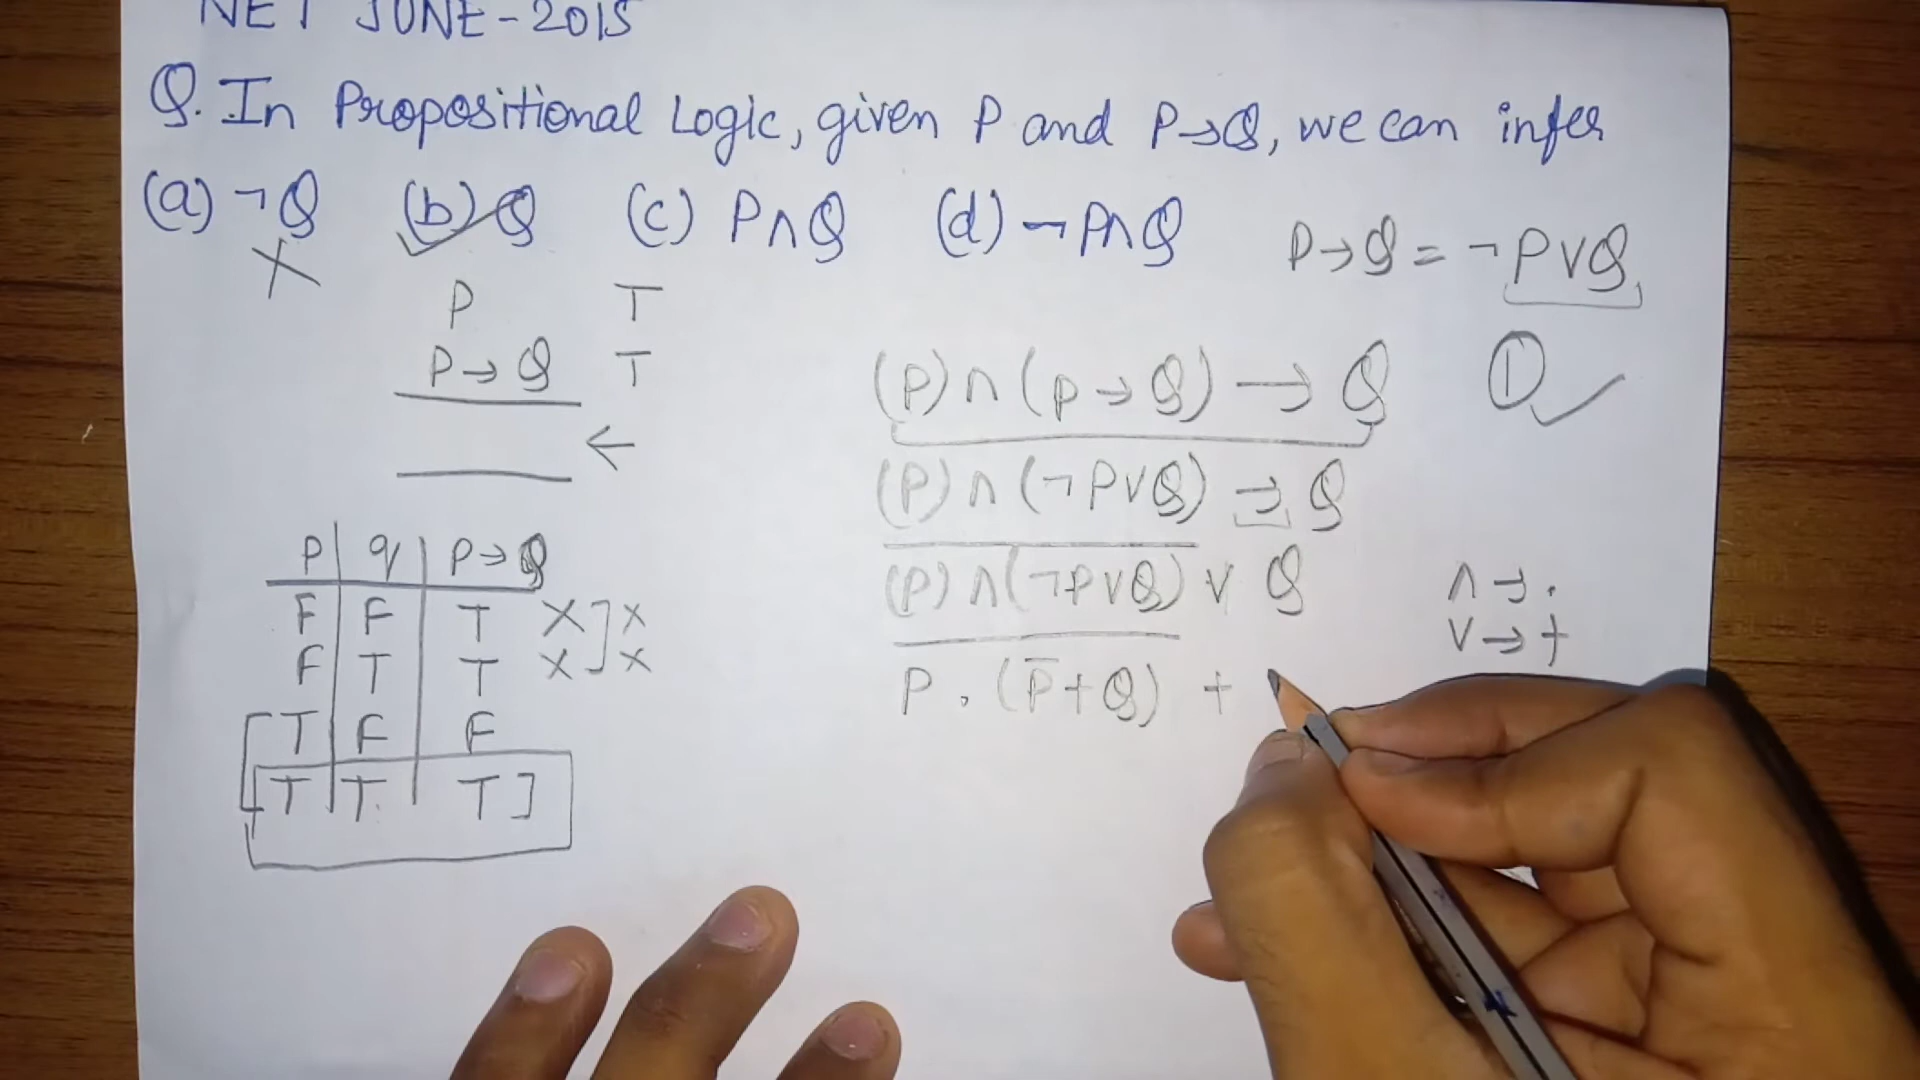 NET JUNE-2015
Q. In Propositional Logic, given P and P→Q, we can infer
(a) ¬Q (b) Q (c) P∧Q (d) ¬P∧Q
P→Q = ¬P∨Q
P T
P→Q T
←
(P)∧(P→Q)→Q
1
(P)∧(¬P∨Q)→Q
(P)∧(¬P∨Q) ∨ Q
∧→.
∨→+
P.(P̅+Q) +
P q P→Q
F F T X ] X
F T T X ] X
T F F
T T T ]